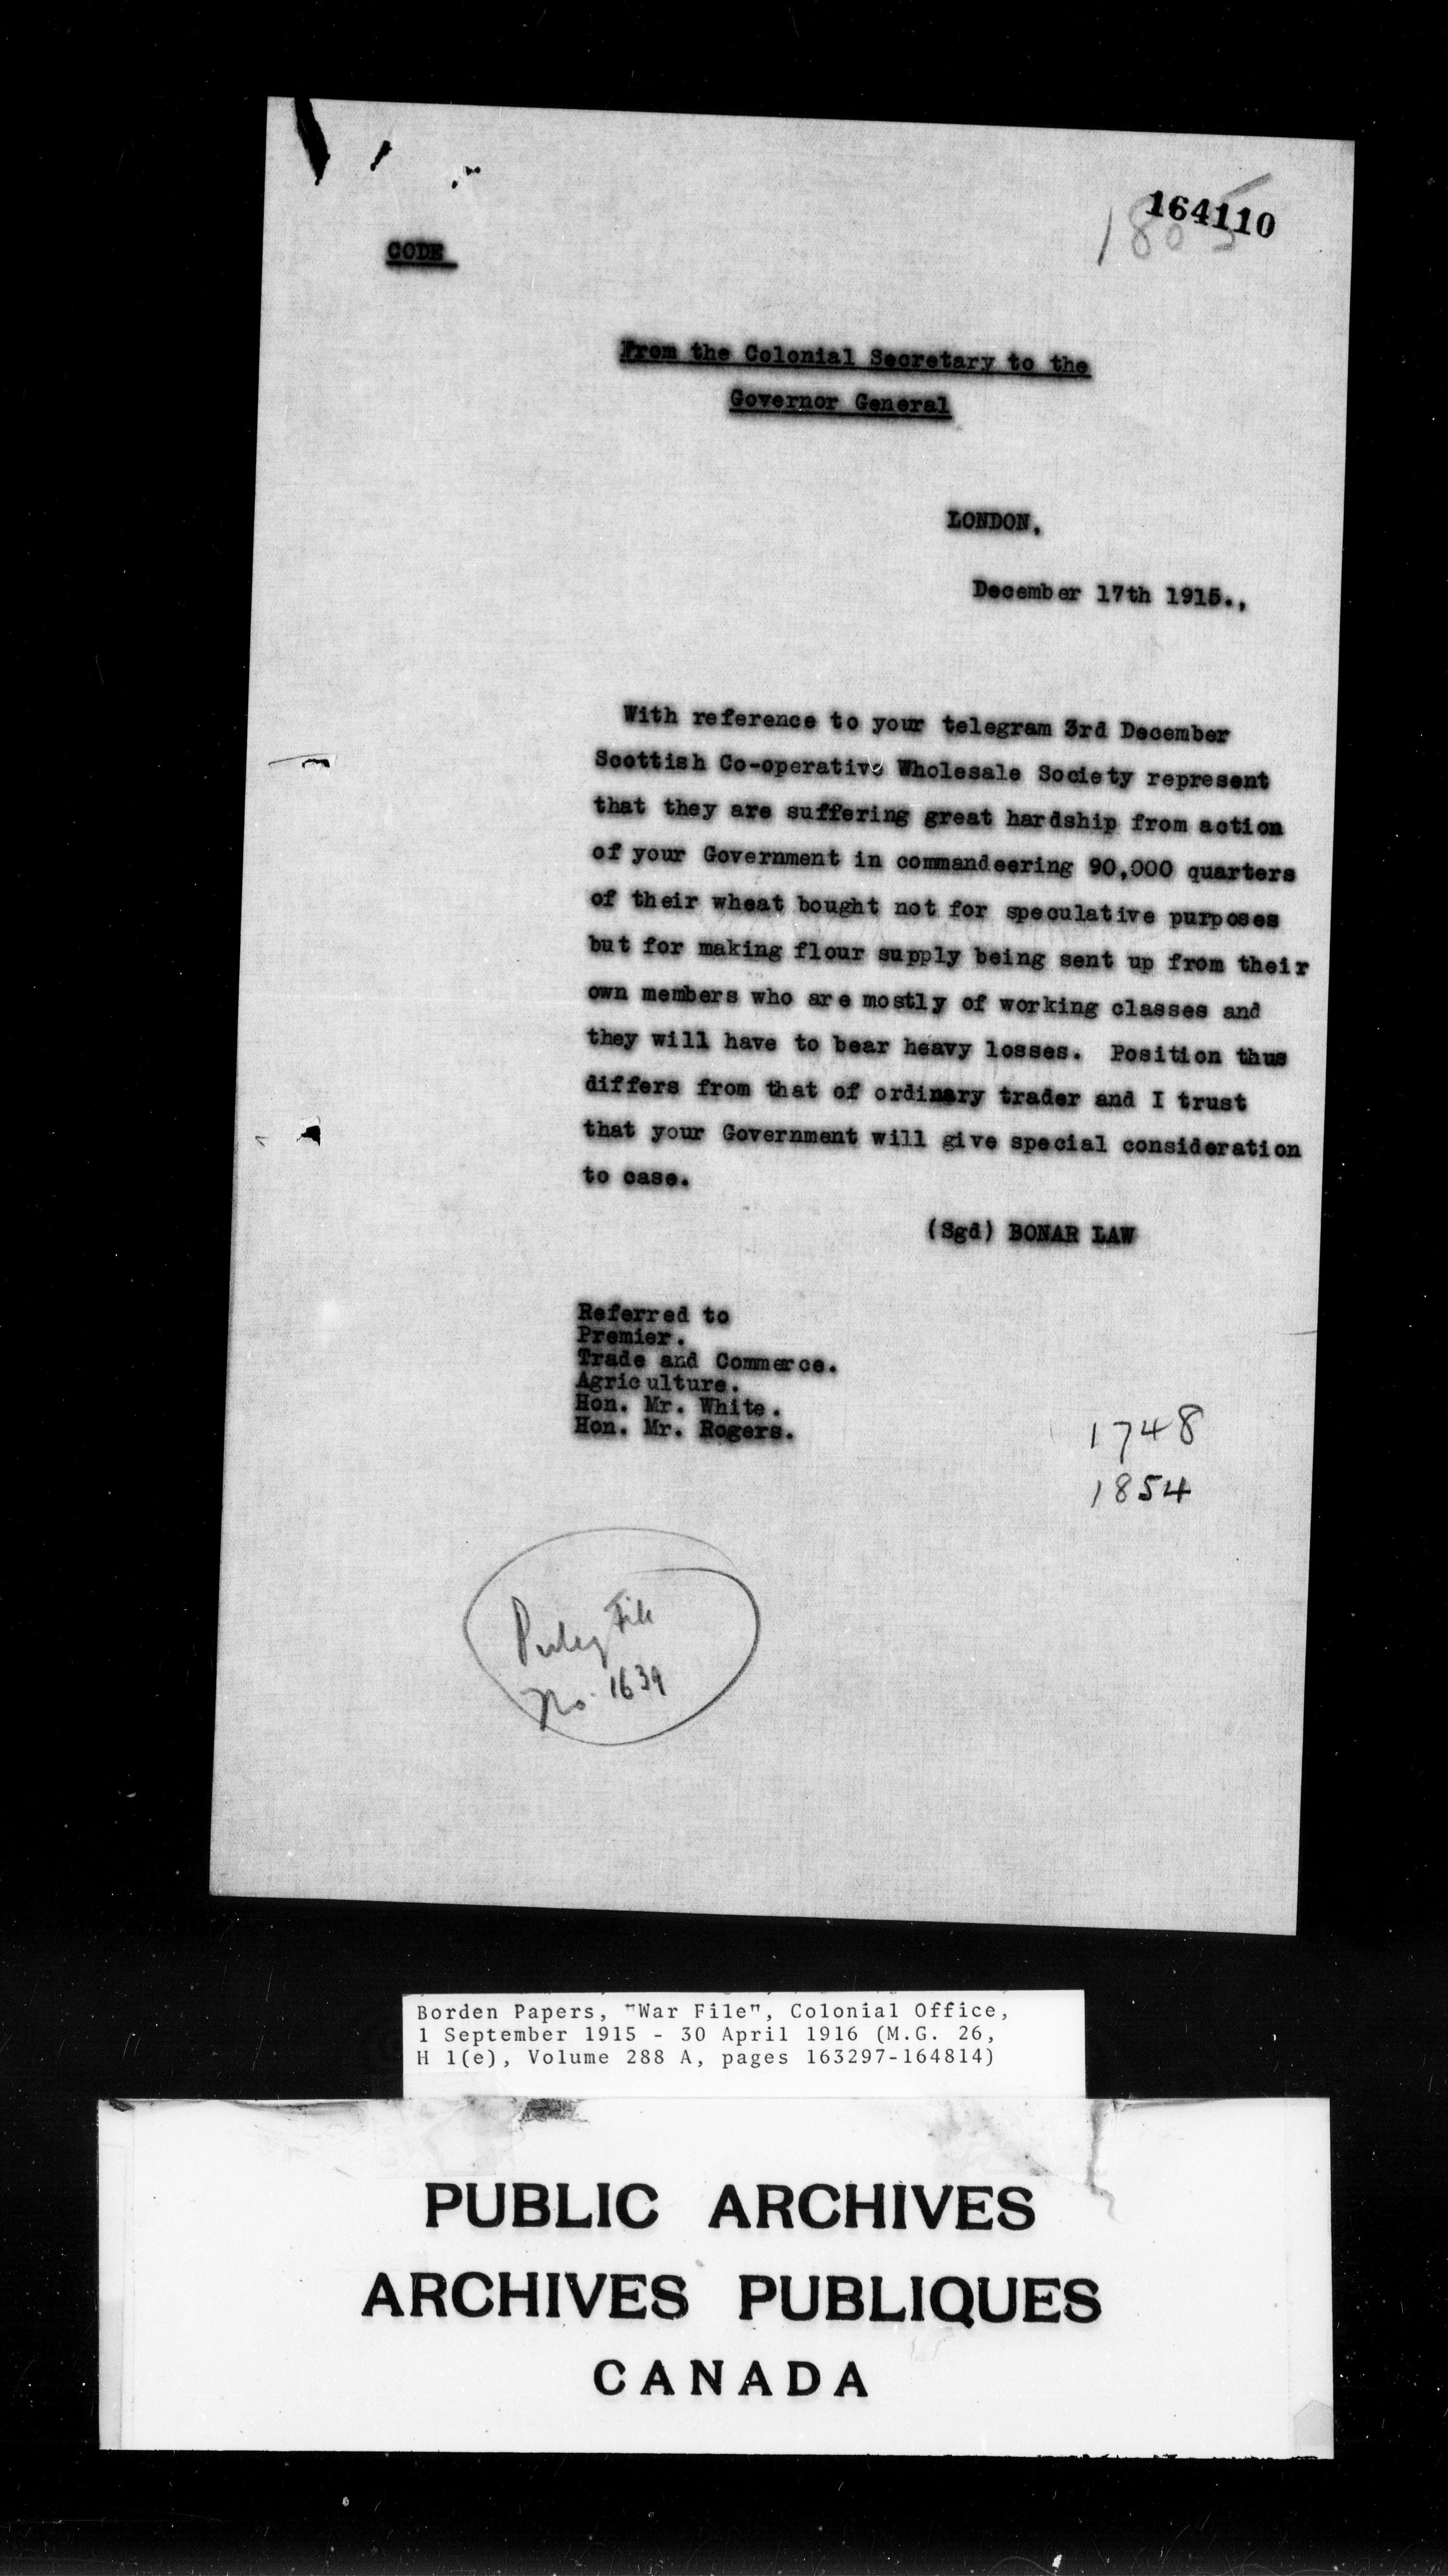 164110
1805
CODE
From the Colonial Secretary to the
Governor General
LONDON,
December 17th 1915.,
With reference to your telegram 3rd December
Scottish Co-operative Wholesale Society represent
that they are suffering great hardship from action
of your Government in commandeering 90,000 quarters
of their wheat bought not for speculative purposes
but for making flour supply being sent up from their
own members who are mostly of working classes and
they will have to bear heavy losses. Position thus
differs from that of ordinary trader and I trust
that your Government will give special consideration
to case.
(Sgd) BONAR LAW
Referred to
Premier.
Trade and Commerce.
Agriculture.
Hon. Mr. White.
Hon. Mr. Rogers.
1748
1854
File
No. 1639
Borden Papers, "War File", Colonial Office,
1 September 1915 - 30 April 1916 (M.G. 26,
H 1(e), Volume 288 A, pages 163297-164814)
PUBLIC ARCHIVES
ARCHIVES PUBLIQUES
CANADA